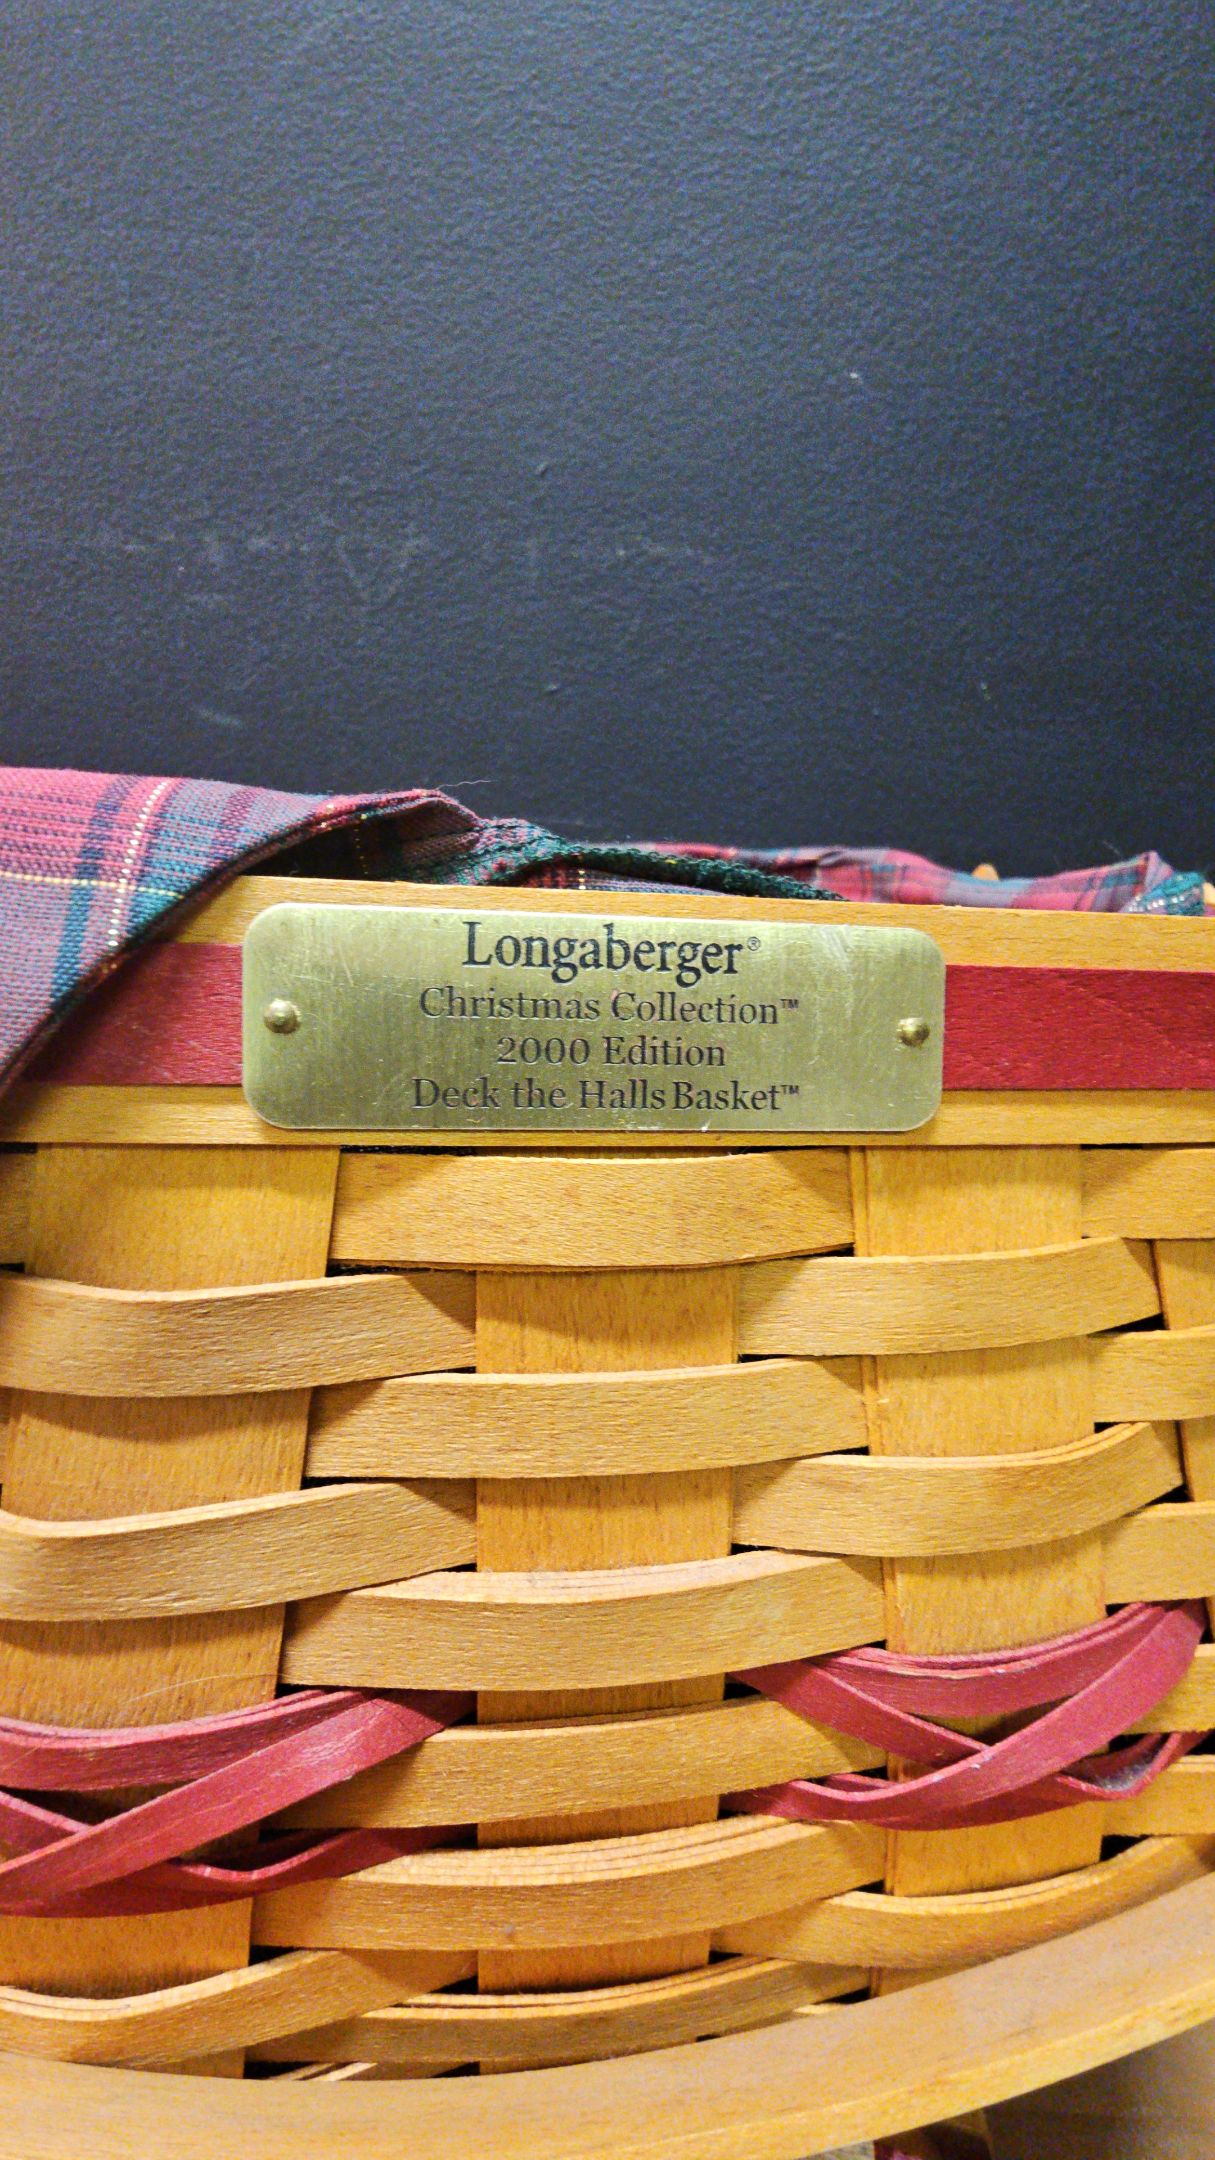 Longaberger®
Christmas Collection™
2000 Edition
Deck the Halls Basket™